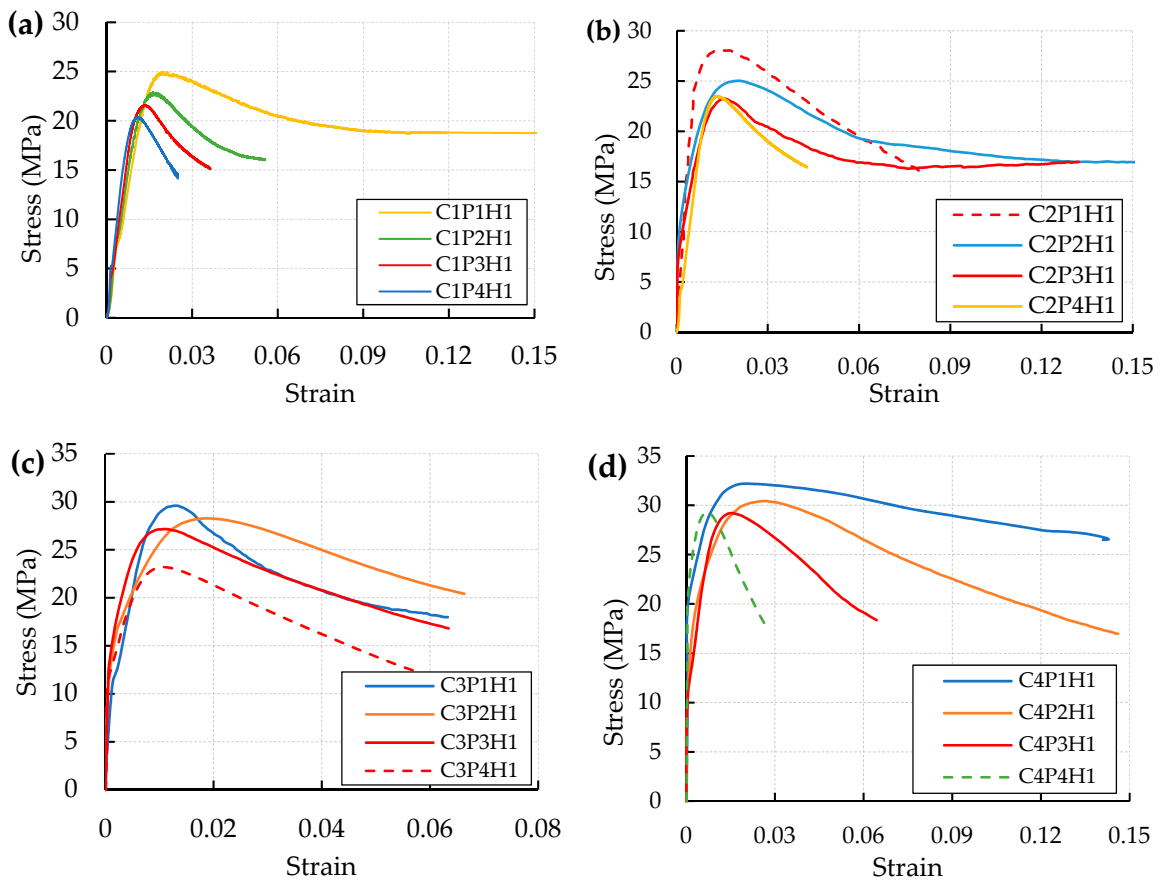 (a)
Stress (MPa)
30
25
20
15
10
5
0
0 0.03 0.06 0.09 0.12 0.15
Strain
C1P1H1
C1P2H1
C1P3H1
C1P4H1
(b)
Stress (MPa)
30
25
20
15
10
5
0
0 0.03 0.06 0.09 0.12 0.15
Strain
C2P1H1
C2P2H1
C2P3H1
C2P4H1
(c)
Stress (MPa)
35
30
25
20
15
10
5
0
0 0.02 0.04 0.06 0.08
Strain
C3P1H1
C3P2H1
C3P3H1
C3P4H1
(d)
Stress (MPa)
35
30
25
20
15
10
5
0
0 0.03 0.06 0.09 0.12 0.15
Strain
C4P1H1
C4P2H1
C4P3H1
C4P4H1